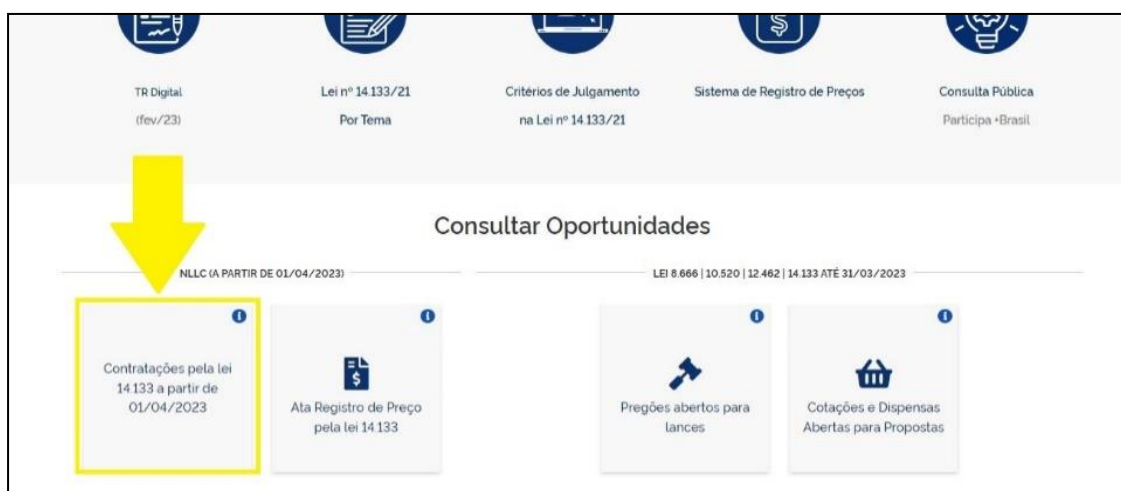 TR Digital
(fev/23)
Lei nº 14.133/21
Por Tema
Critérios de Julgamento
na Lei nº 14.133/21
Sistema de Registro de Preços
Consulta Pública
Participa +Brasil
Consultar Oportunidades
NLLC (A PARTIR DE 01/04/2023)
LEI 8.666 | 10.520 | 12.462 | 14.133 ATÉ 31/03/2023
Contratações pela lei
14.133 a partir de
01/04/2023
Ata Registro de Preço
pela lei 14.133
Pregões abertos para
lances
Cotações e Dispensas
Abertas para Propostas